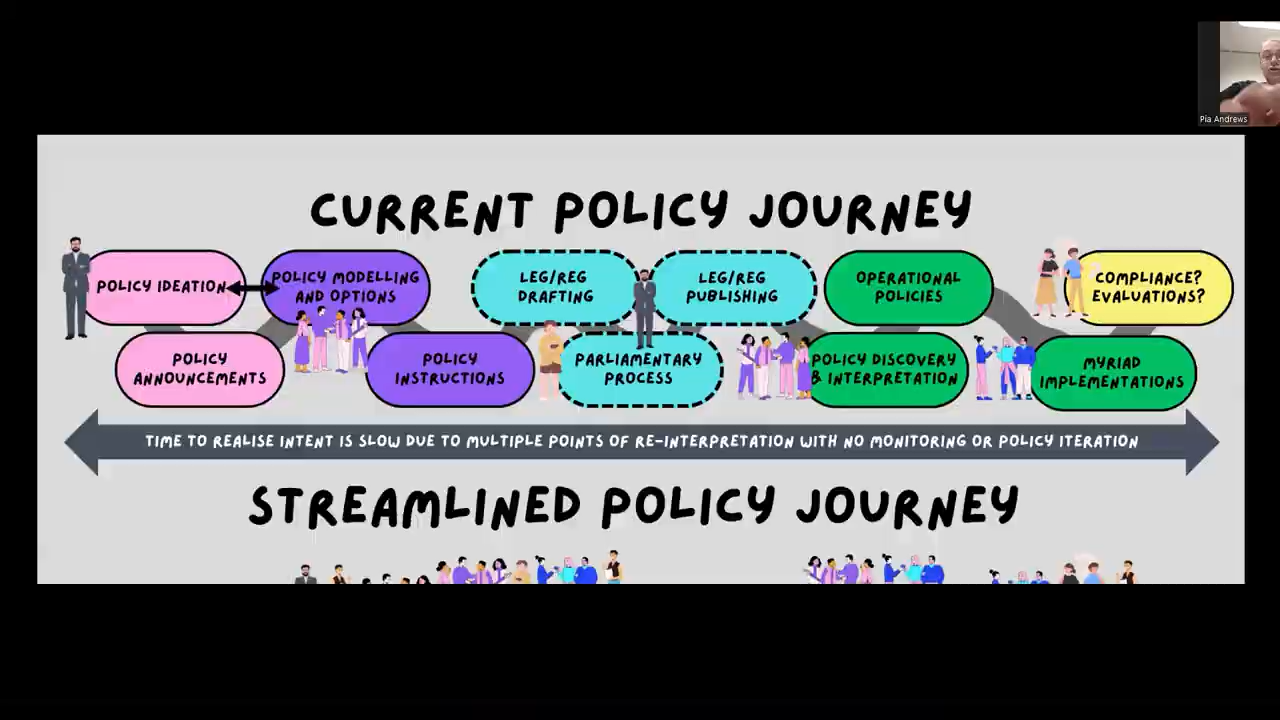 Pia Andrews
CURRENT POLICY JOURNEY
POLICY IDEATION
POLICY MODELLING
AND OPTIONS
LEG/REG
DRAFTING
LEG/REG
PUBLISHING
OPERATIONAL
POLICIES
COMPLIANCE?
EVALUATIONS?
POLICY
ANNOUNCEMENTS
POLICY
INSTRUCTIONS
PARLIAMENTARY
PROCESS
POLICY DISCOVERY
& INTERPRETATION
MYRIAD
IMPLEMENTATIONS
TIME TO REALISE INTENT IS SLOW DUE TO MULTIPLE POINTS OF RE-INTERPRETATION WITH NO MONITORING OR POLICY ITERATION
STREAMLINED POLICY JOURNEY